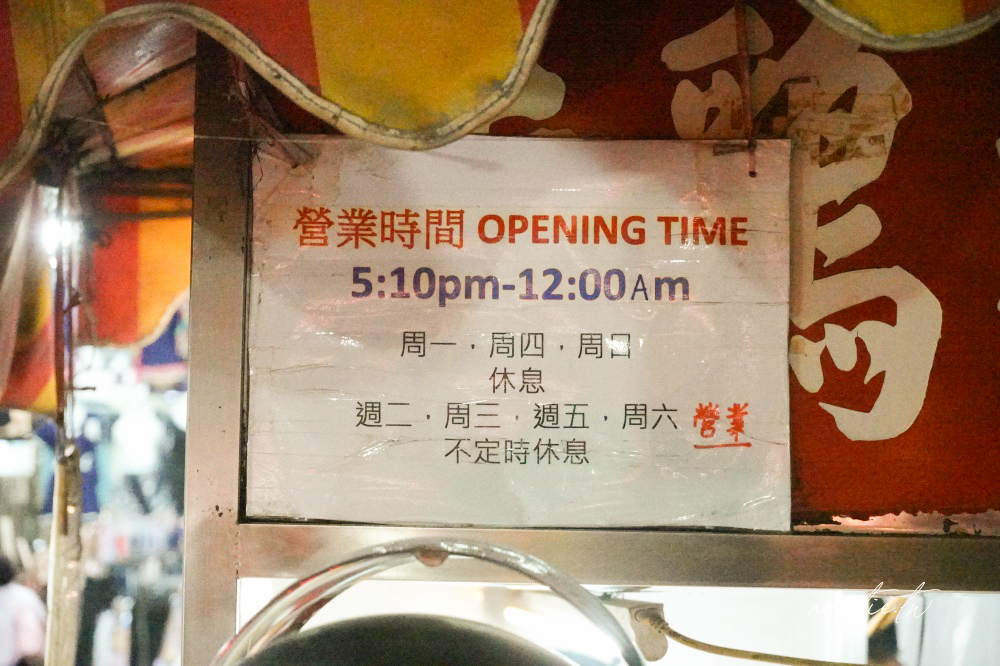 營業時間 OPENING TIME
5:10pm-12:00Am
周一，周四，周日
休息
週二，周三，週五，周六 營業
不定時休息